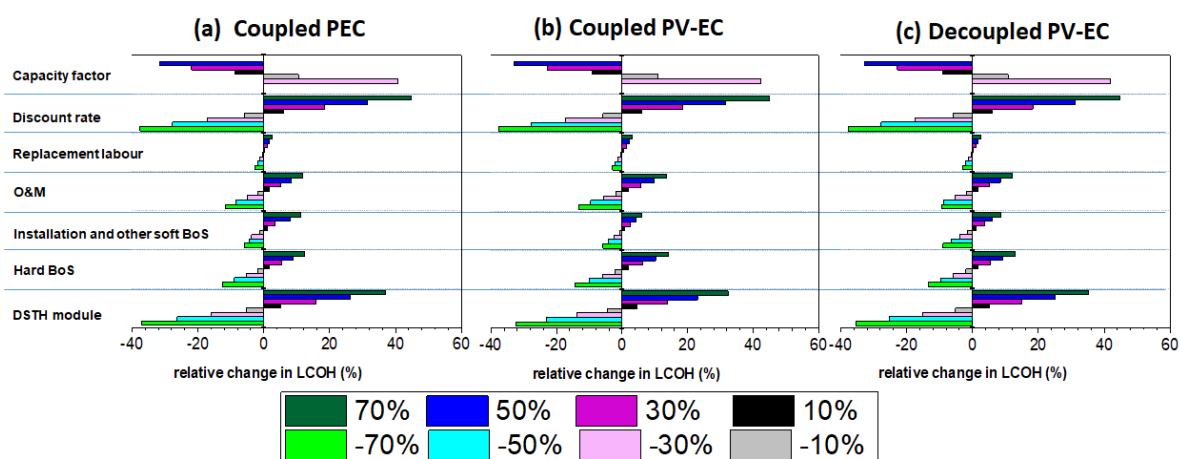 (a) Coupled PEC
(b) Coupled PV-EC
(c) Decoupled PV-EC
Capacity factor
Discount rate
Replacement labour
O&M
Installation and other soft BoS
Hard BoS
DSTH module
-40 -20 0 20 40 60
-40 -20 0 20 40 60
-40 -20 0 20 40 60
relative change in LCOH (%)
relative change in LCOH (%)
relative change in LCOH (%)
70% 50% 30% 10%
-70% -50% -30% -10%